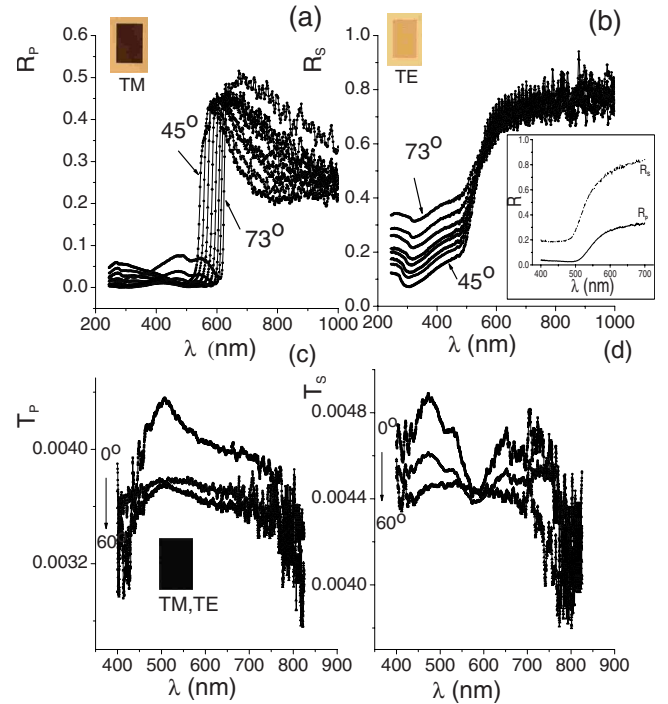 (a)
R_P
TM
45°
73°
0.6
0.5
0.4
0.3
0.2
0.1
0.0
200 400 600 800 1000
λ (nm)
(b)
R_S
TE
73°
45°
1.0
0.8
0.6
0.4
0.2
0.0
200 400 600 800 1000
λ (nm)
R
R_S
R_P
1.0
0.8
0.6
0.4
0.2
0.0
400 500 600 700
λ (nm)
(c)
T_P
0.0040
0.0032
0°
60°
TM,TE
400 500 600 700 800 900
λ (nm)
(d)
T_S
0.0048
0.0044
0.0040
0°
60°
400 500 600 700 800 900
λ (nm)